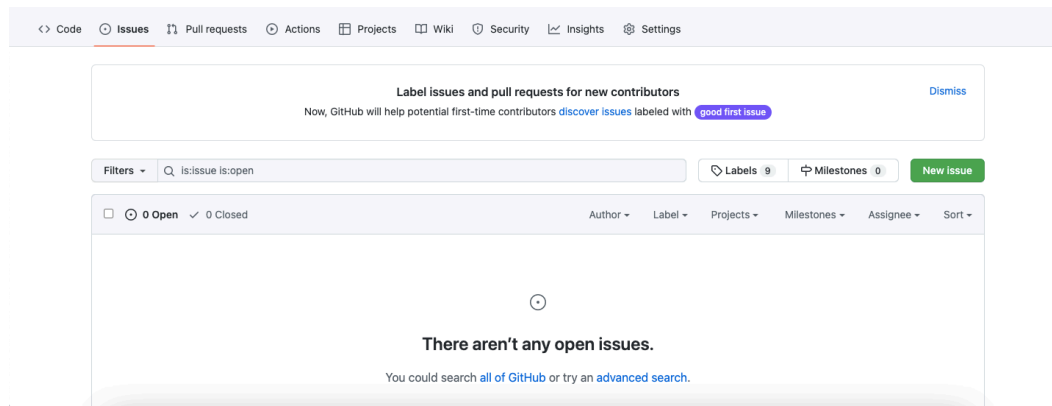 Code Issues Pull requests Actions Projects Wiki Security Insights Settings
Label issues and pull requests for new contributors
Dismiss
Now, GitHub will help potential first-time contributors discover issues labeled with good first issue
Filters is:issue is:open Labels 9 Milestones 0 New issue
0 Open 0 Closed Author Label Projects Milestones Assignee Sort
There aren’t any open issues.
You could search all of GitHub or try an advanced search.